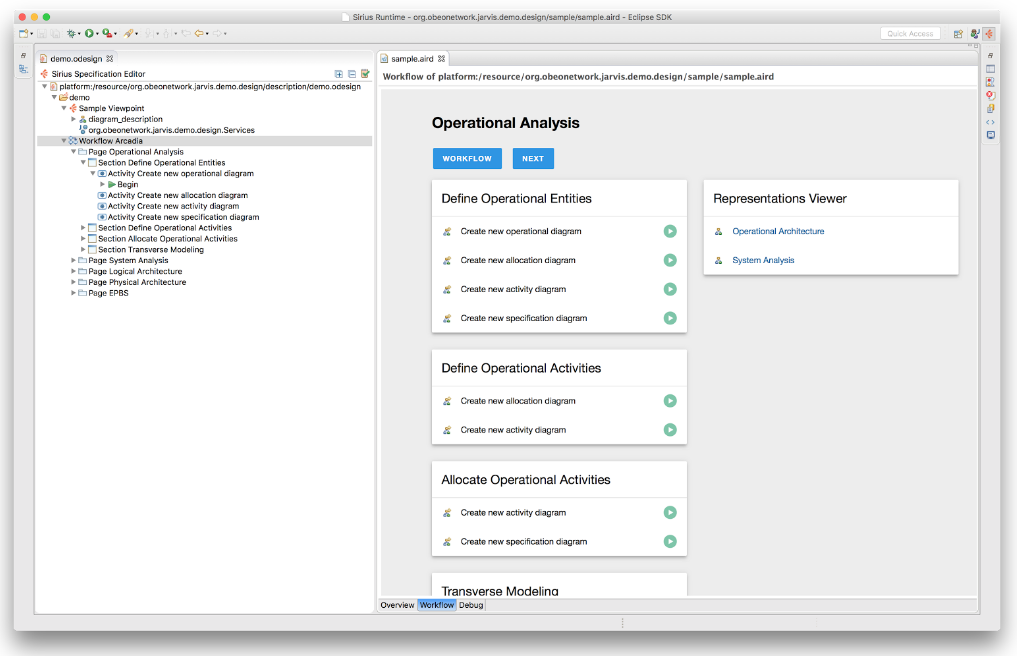 Sirius Runtime - org.obeonetwork.jarvis.demo.design/sample/sample.aird - Eclipse SDK
Quick Access
demo.odesign
Sirius Specification Editor
platform:/resource/org.obeonetwork.jarvis.demo.design/description/demo.odesign
demo
Sample Viewpoint
diagram_description
org.obeonetwork.jarvis.demo.design.Services
Workflow Arcadia
Page Operational Analysis
Section Define Operational Entities
Activity Create new operational diagram
Begin
Activity Create new allocation diagram
Activity Create new activity diagram
Activity Create new specification diagram
Section Define Operational Activities
Section Allocate Operational Activities
Section Transverse Modeling
Page System Analysis
Page Logical Architecture
Page Physical Architecture
Page EPBS
sample.aird
Workflow of platform:/resource/org.obeonetwork.jarvis.demo.design/sample/sample.aird
Operational Analysis
WORKFLOW NEXT
Define Operational Entities
Create new operational diagram
Create new allocation diagram
Create new activity diagram
Create new specification diagram
Define Operational Activities
Create new allocation diagram
Create new activity diagram
Allocate Operational Activities
Create new activity diagram
Create new specification diagram
Transverse Modeling
Representations Viewer
Operational Architecture
System Analysis
Overview Workflow Debug